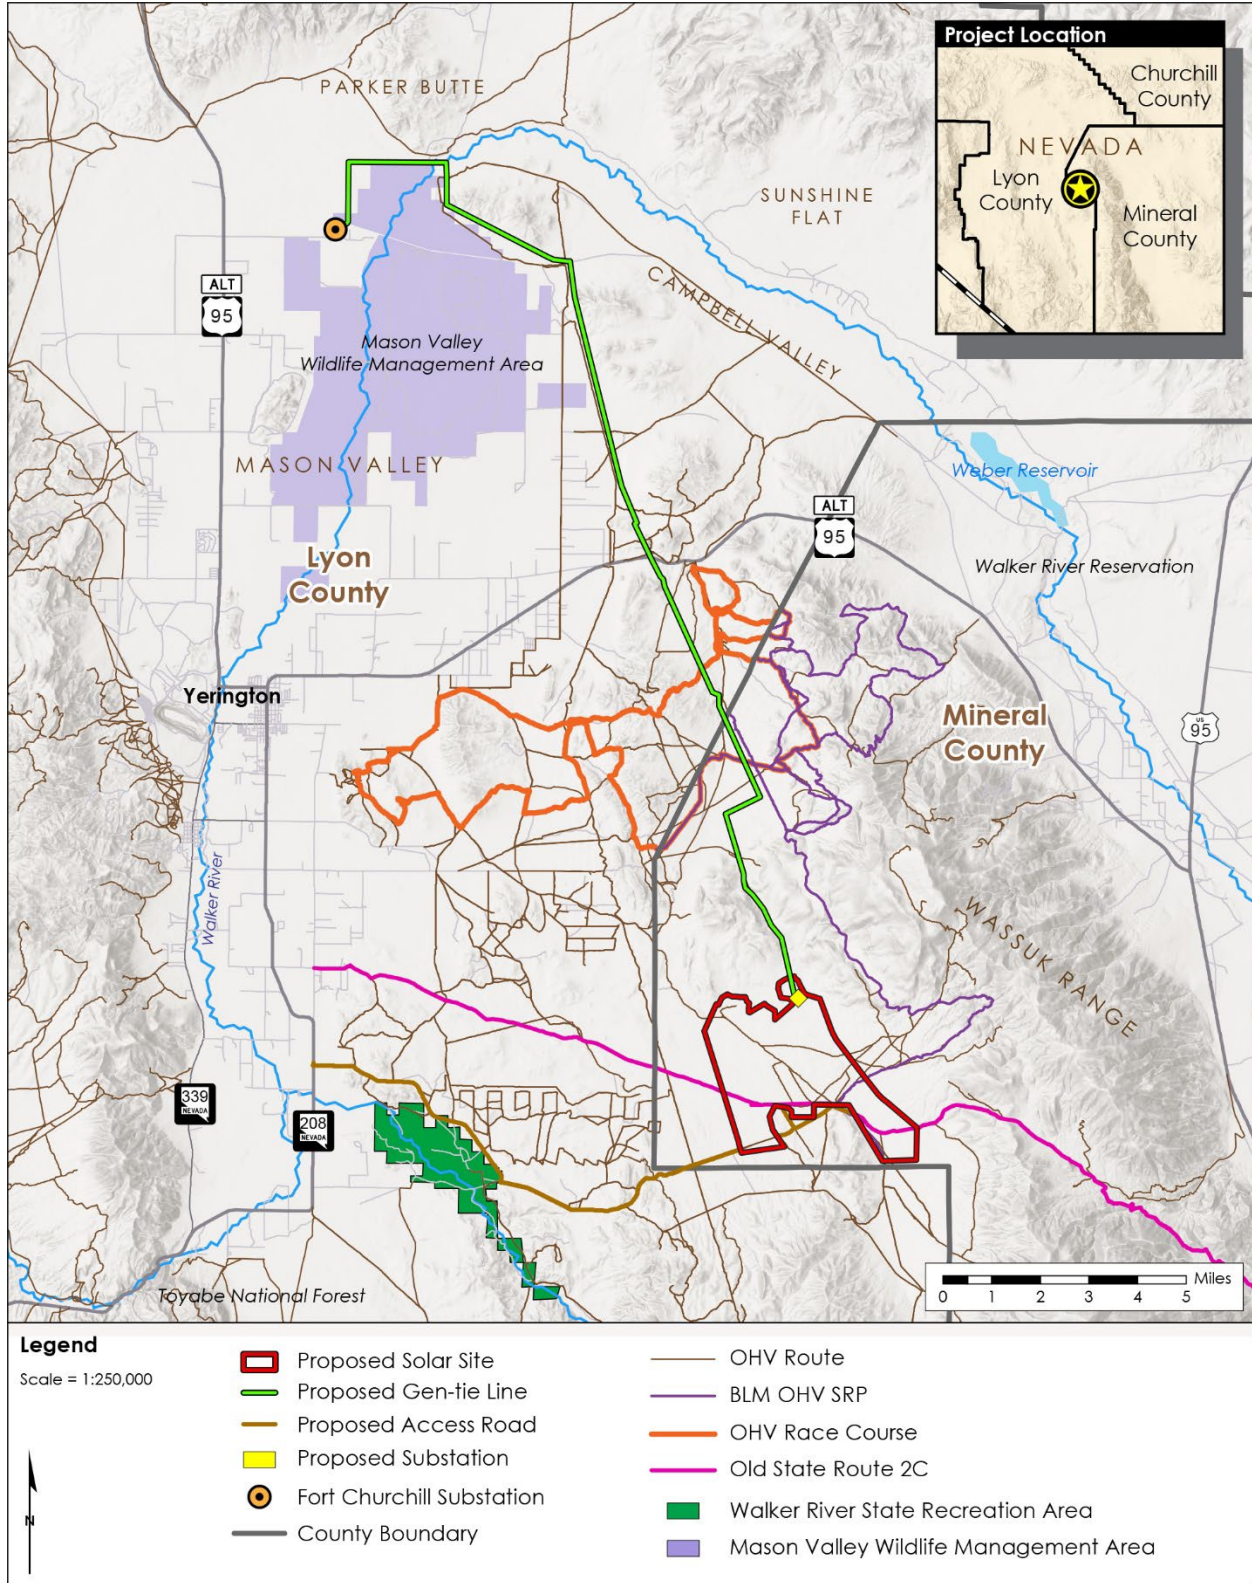 Project Location
Churchill
County
NEVADA
Lyon
County
Mineral
County
PARKER BUTTE
SUNSHINE
FLAT
CAMPBELL VALLEY
ALT
95
Mason Valley
Wildlife Management Area
MASON VALLEY
Weber Reservoir
ALT
95
Walker River Reservation
Lyon
County
Yerington
Mineral
County
US
95
Walker River
WASSUK RANGE
339
NEVADA
208
NEVADA
Toyabe National Forest
Miles
0 1 2 3 4 5
Legend
Scale = 1:250,000
N
Proposed Solar Site
Proposed Gen-tie Line
Proposed Access Road
Proposed Substation
Fort Churchill Substation
County Boundary
OHV Route
BLM OHV SRP
OHV Race Course
Old State Route 2C
Walker River State Recreation Area
Mason Valley Wildlife Management Area